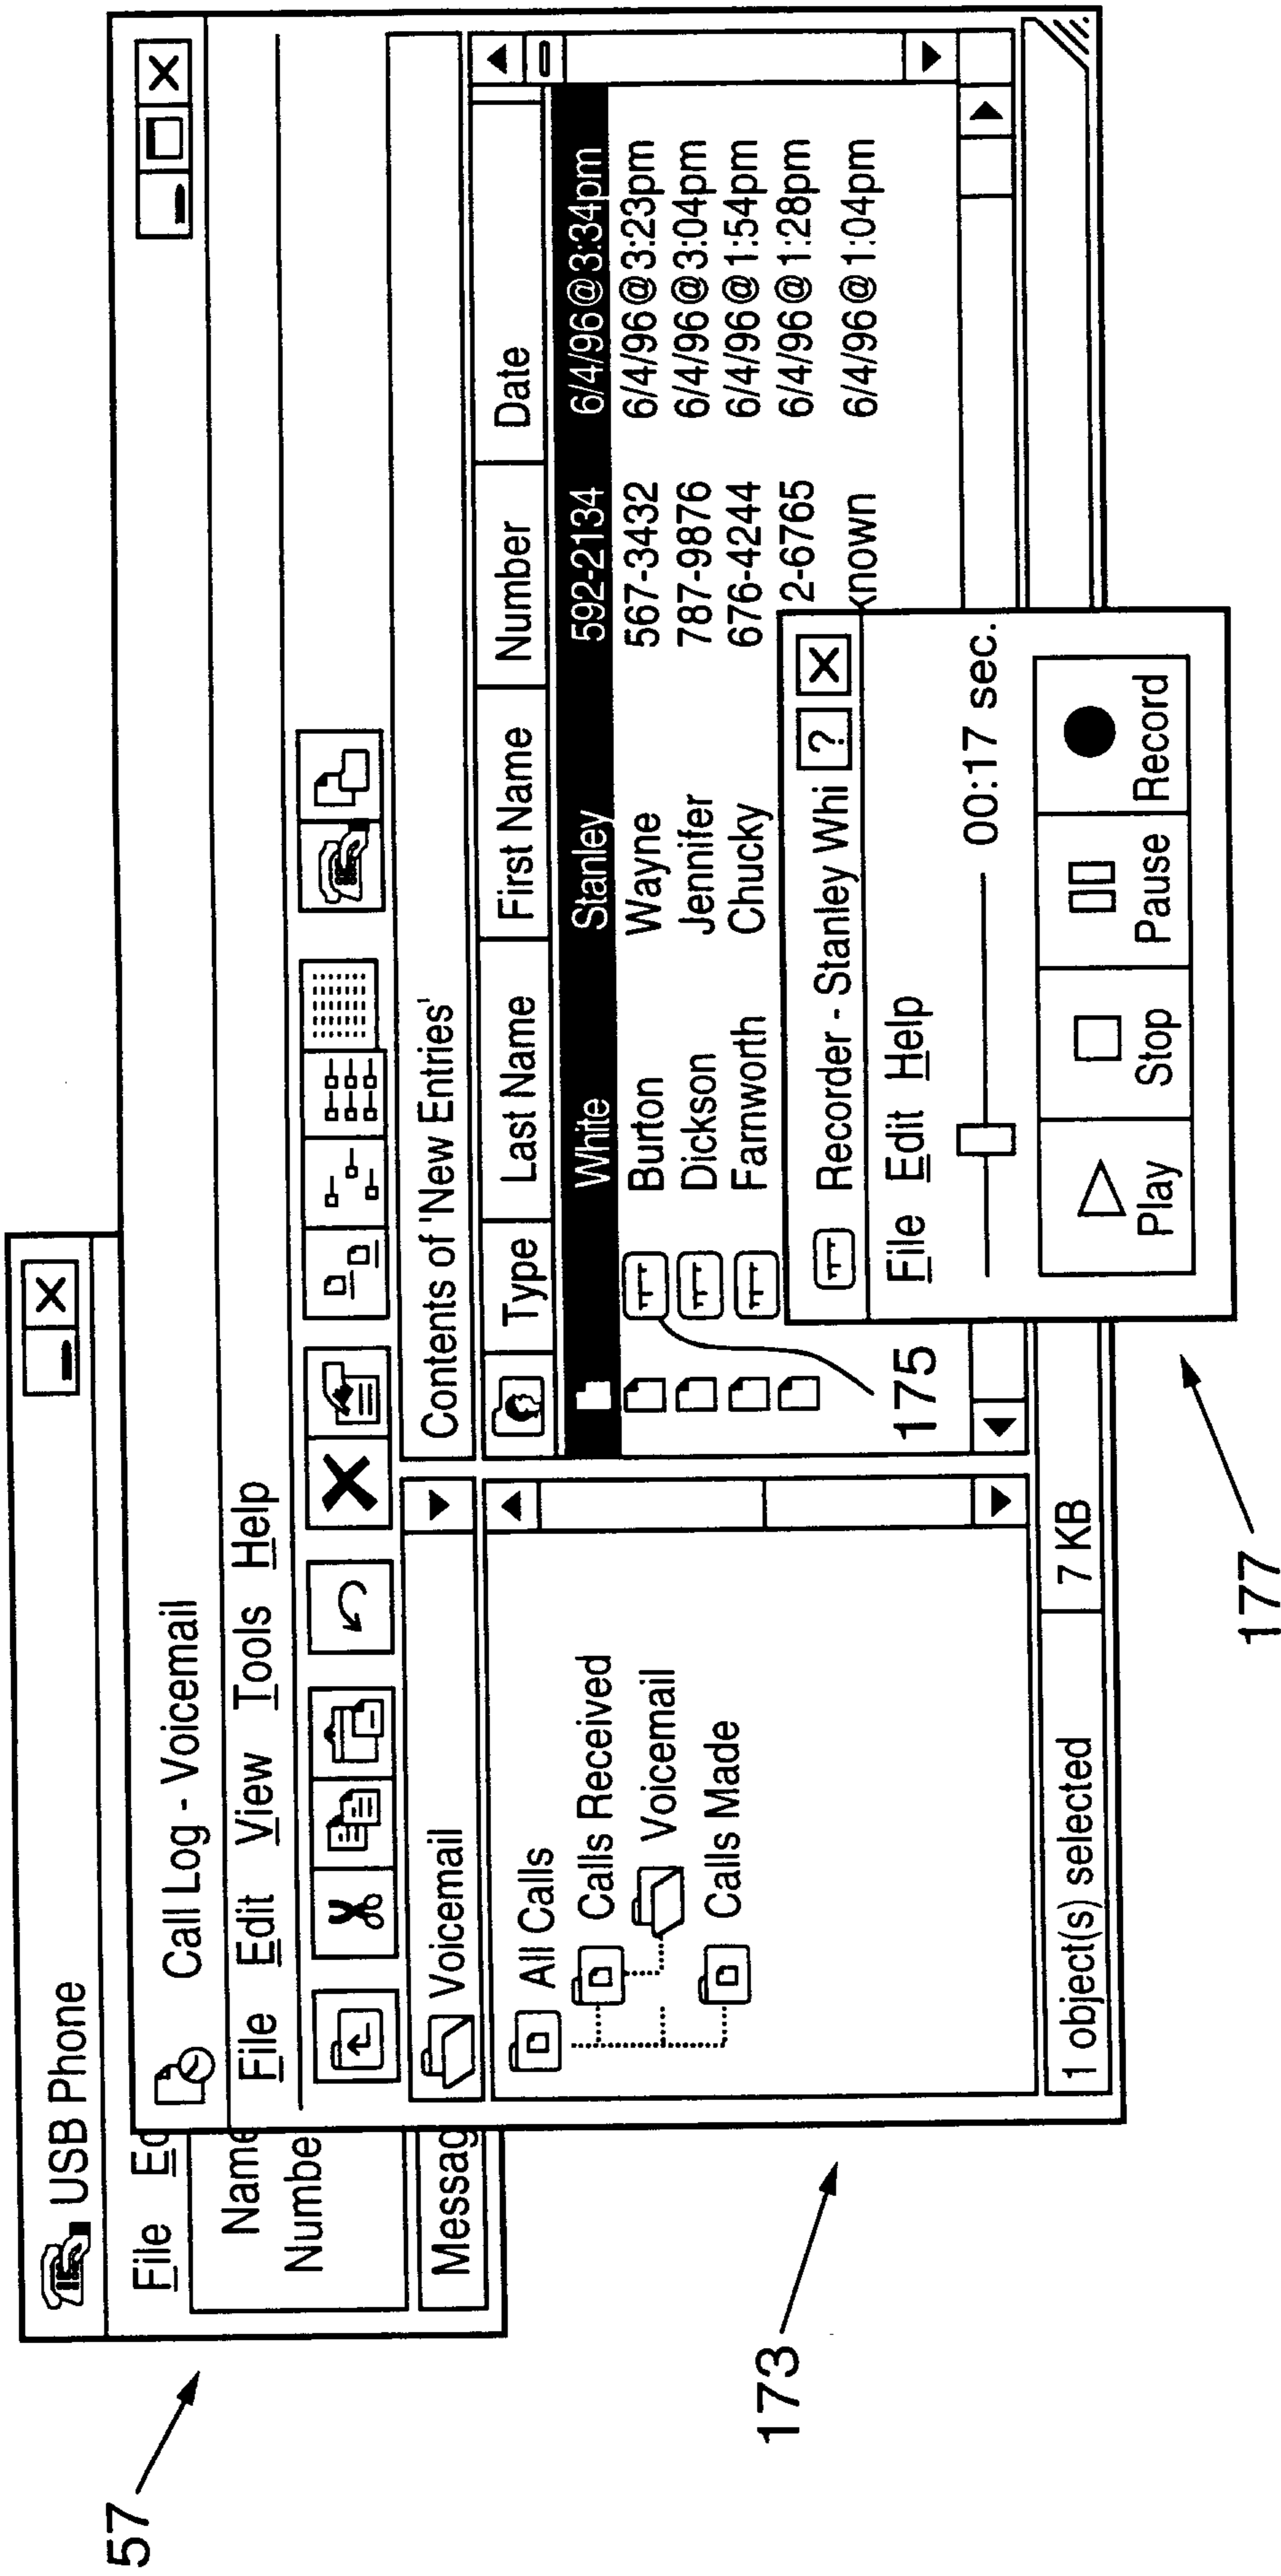 USB Phone
File Ed
Name
Numbe
Messag
57
Call Log - Voicemail
File Edit View Tools Help
Voicemail
Contents of 'New Entries'
All Calls
Calls Received
Voicemail
Calls Made
Type Last Name First Name Number Date
White Stanley 592-2134 6/4/96@3:34pm
Burton Wayne 567-3432 6/4/96@3:23pm
Dickson Jennifer 787-9876 6/4/96@3:04pm
Farnworth Chucky 676-4244 6/4/96@1:54pm
2-6765 6/4/96@1:28pm
known 6/4/96@1:04pm
175
1 object(s) selected 7 KB
173
Recorder - Stanley Whi ?
File Edit Help
00:17 sec.
Play Stop Pause Record
177